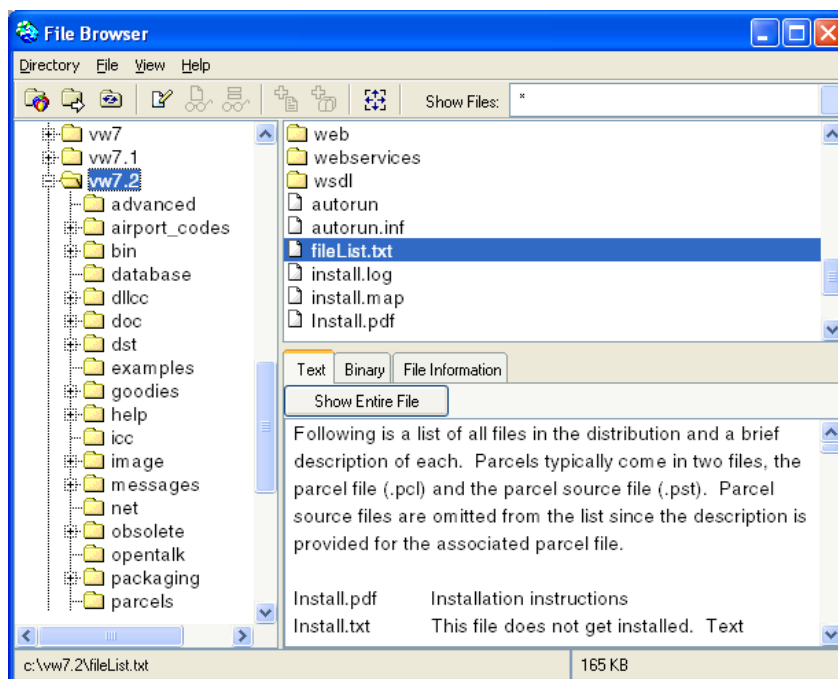 File Browser
Directory File View Help
Show Files: *
vw7
vw7.1
vw7.2
advanced
airport_codes
bin
database
dllcc
doc
dst
examples
goodies
help
icc
image
messages
net
obsolete
opentalk
packaging
parcels
web
webservices
wsdl
autorun
autorun.inf
fileList.txt
install.log
install.map
Install.pdf
Text Binary File Information
Show Entire File
Following is a list of all files in the distribution and a brief
description of each. Parcels typically come in two files, the
parcel file (.pcl) and the parcel source file (.pst). Parcel
source files are omitted from the list since the description is
provided for the associated parcel file.
Install.pdf Installation instructions
Install.txt This file does not get installed. Text
c:\vw7.2\fileList.txt 165 KB